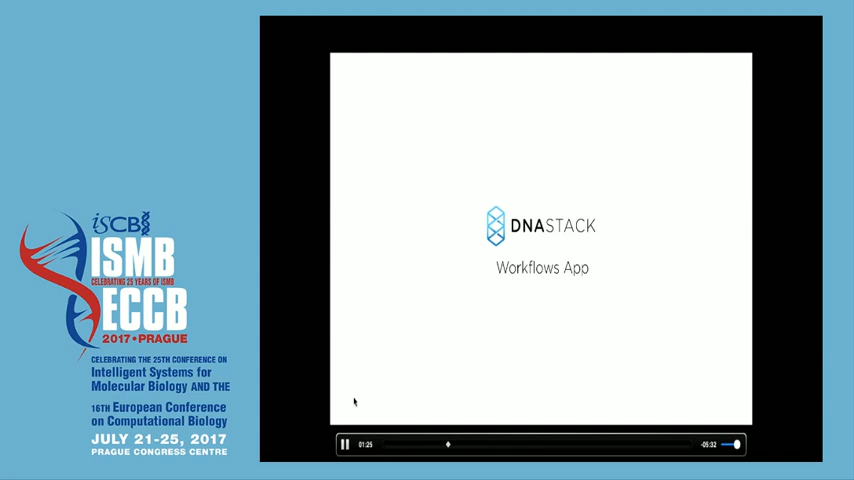 iSCB
ISMB
CELEBRATING 25 YEARS OF ISMB
ECCB
2017 • PRAGUE
CELEBRATING THE 25TH CONFERENCE ON
Intelligent Systems for
Molecular Biology AND THE
16TH European Conference
on Computational Biology
JULY 21-25, 2017
PRAGUE CONGRESS CENTRE
DNASTACK
Workflows App
01:25
-05:32